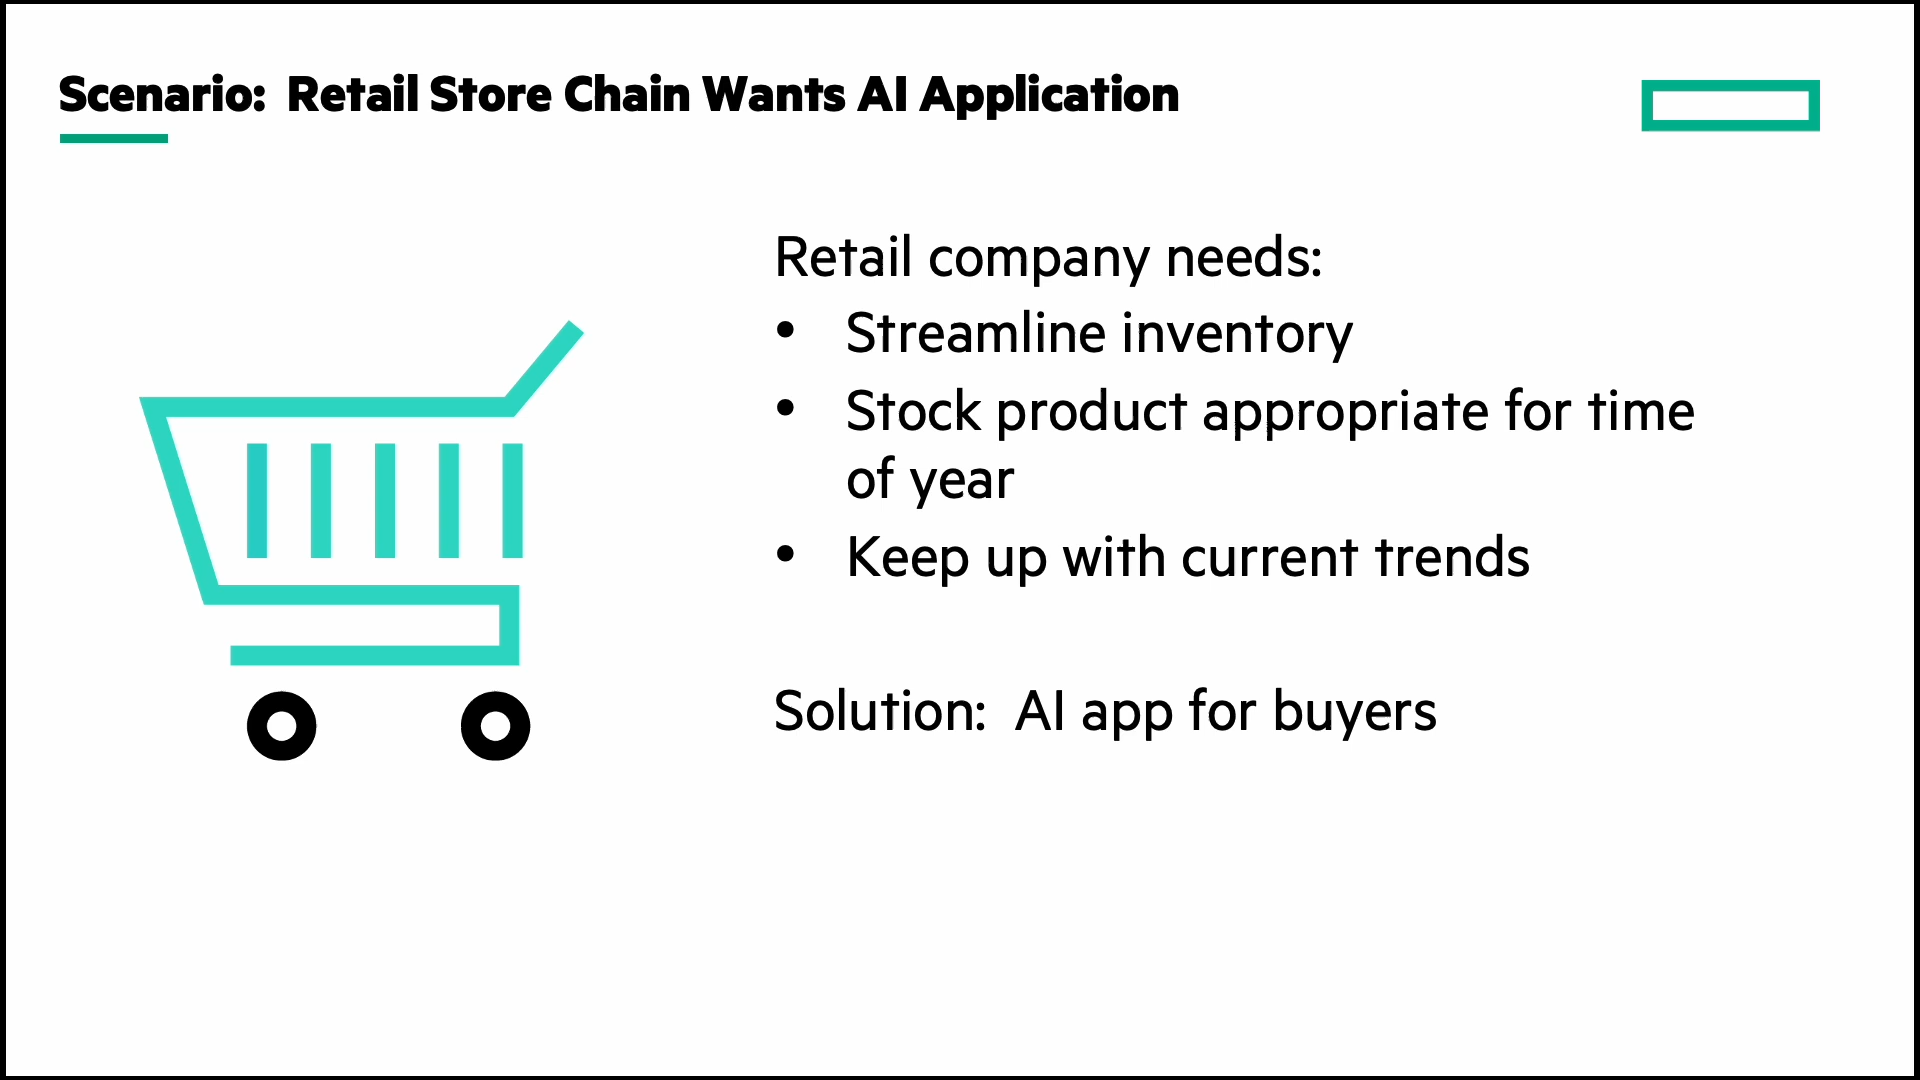 Scenario:  Retail Store Chain Wants AI Application
Retail company needs:
• Streamline inventory
• Stock product appropriate for time
of year
• Keep up with current trends
Solution:  AI app for buyers